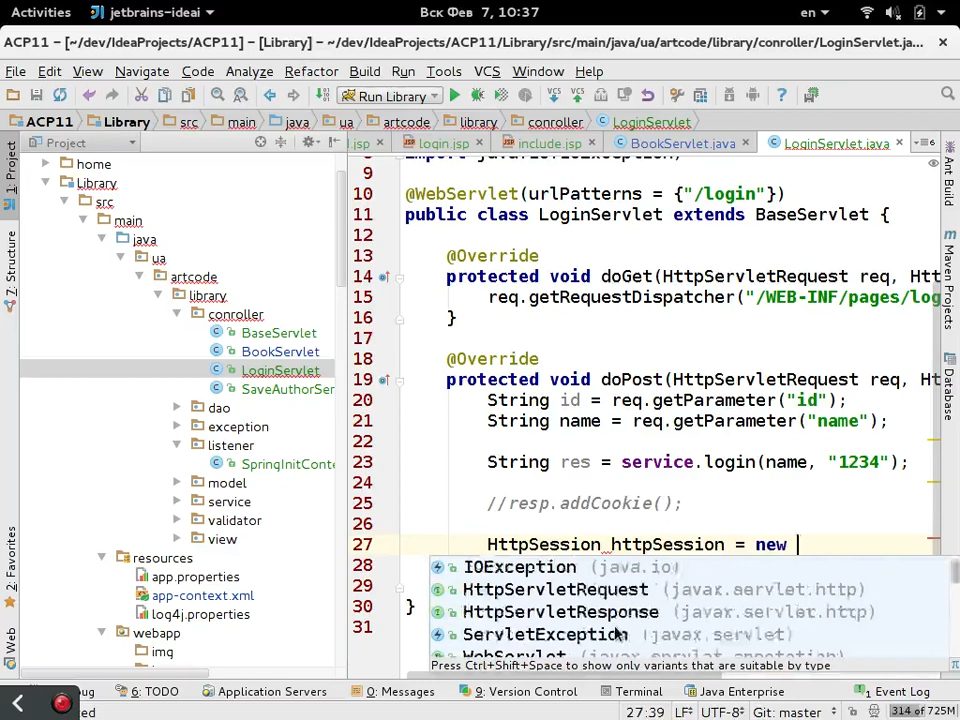 Activities jetbrains-ideai Вск Фев 7, 10:37 en
ACP11 – [~/dev/IdeaProjects/ACP11] – [Library] – ~/dev/IdeaProjects/ACP11/Library/src/main/java/ua/artcode/library/conroller/LoginServlet.ja...
File Edit View Navigate Code Analyze Refactor Build Run Tools VCS Window Help
Run Library
ACP11 Library src main java ua artcode library conroller LoginServlet
Project .jsp login.jsp include.jsp BookServlet.java LoginServlet.java
1: Project
7: Structure
2: Favorites
Web
home
Library
src
main
java
ua
artcode
library
conroller
BaseServlet
BookServlet
LoginServlet
SaveAuthorSer
dao
exception
listener
SpringInitConte
model
service
validator
view
resources
app.properties
app-context.xml
log4j.properties
webapp
img
8 import java.io.IOException;
9
10 @WebServlet(urlPatterns = {"/login"})
11 public class LoginServlet extends BaseServlet {
12
13 @Override
14 protected void doGet(HttpServletRequest req, Ht
15 req.getRequestDispatcher("/WEB-INF/pages/log
16 }
17
18 @Override
19 protected void doPost(HttpServletRequest req, Ht
20 String id = req.getParameter("id");
21 String name = req.getParameter("name");
22
23 String res = service.login(name, "1234");
24
25 //resp.addCookie();
26
27 HttpSession httpSession = new
28
29
30 }
31
IOException (java.io)
HttpServletRequest (javax.servlet.http)
HttpServletResponse (javax.servlet.http)
ServletException (javax.servlet)
WebServlet (javax.servlet.annotation)
Press Ctrl+Shift+Space to show only variants that are suitable by type
Ant Build
Maven Projects
Database
6: TODO Application Servers 0: Messages 9: Version Control Terminal Java Enterprise 1 Event Log
27:39 LF UTF-8 Git: master 314 of 725M